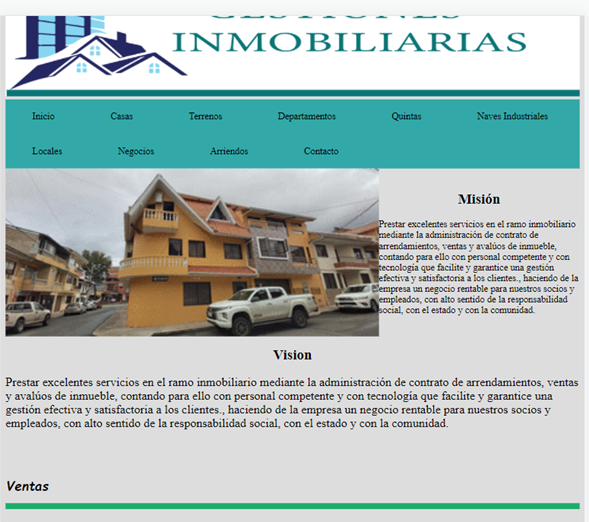 GESTIONES
INMOBILIARIAS
Inicio Casas Terrenos Departamentos Quintas Naves Industriales
Locales Negocios Arriendos Contacto
Misión
Prestar excelentes servicios en el ramo inmobiliario
mediante la administración de contrato de
arrendamientos, ventas y avalúos de inmueble,
contando para ello con personal competente y con
tecnología que facilite y garantice una gestión
efectiva y satisfactoria a los clientes., haciendo de la
empresa un negocio rentable para nuestros socios y
empleados, con alto sentido de la responsabilidad
social, con el estado y con la comunidad.
Vision
Prestar excelentes servicios en el ramo inmobiliario mediante la administración de contrato de arrendamientos, ventas
y avalúos de inmueble, contando para ello con personal competente y con tecnología que facilite y garantice una
gestión efectiva y satisfactoria a los clientes., haciendo de la empresa un negocio rentable para nuestros socios y
empleados, con alto sentido de la responsabilidad social, con el estado y con la comunidad.
Ventas